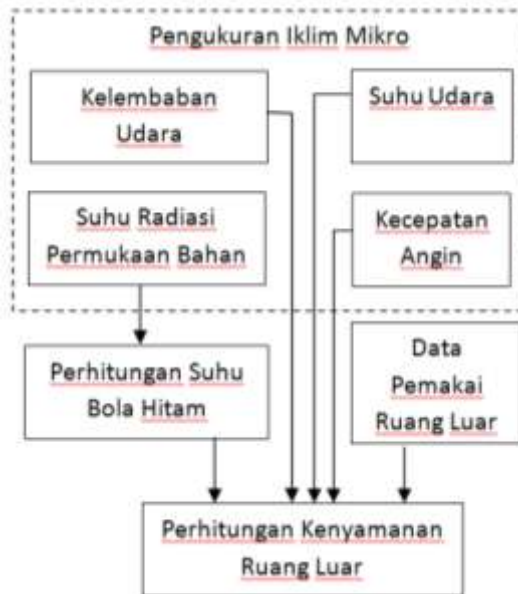 Pengukuran Iklim Mikro
Kelembaban
Udara
Suhu Udara
Suhu Radiasi
Permukaan Bahan
Kecepatan
Angin
Perhitungan Suhu
Bola Hitam
Data
Pemakai
Ruang Luar
Perhitungan Kenyamanan
Ruang Luar